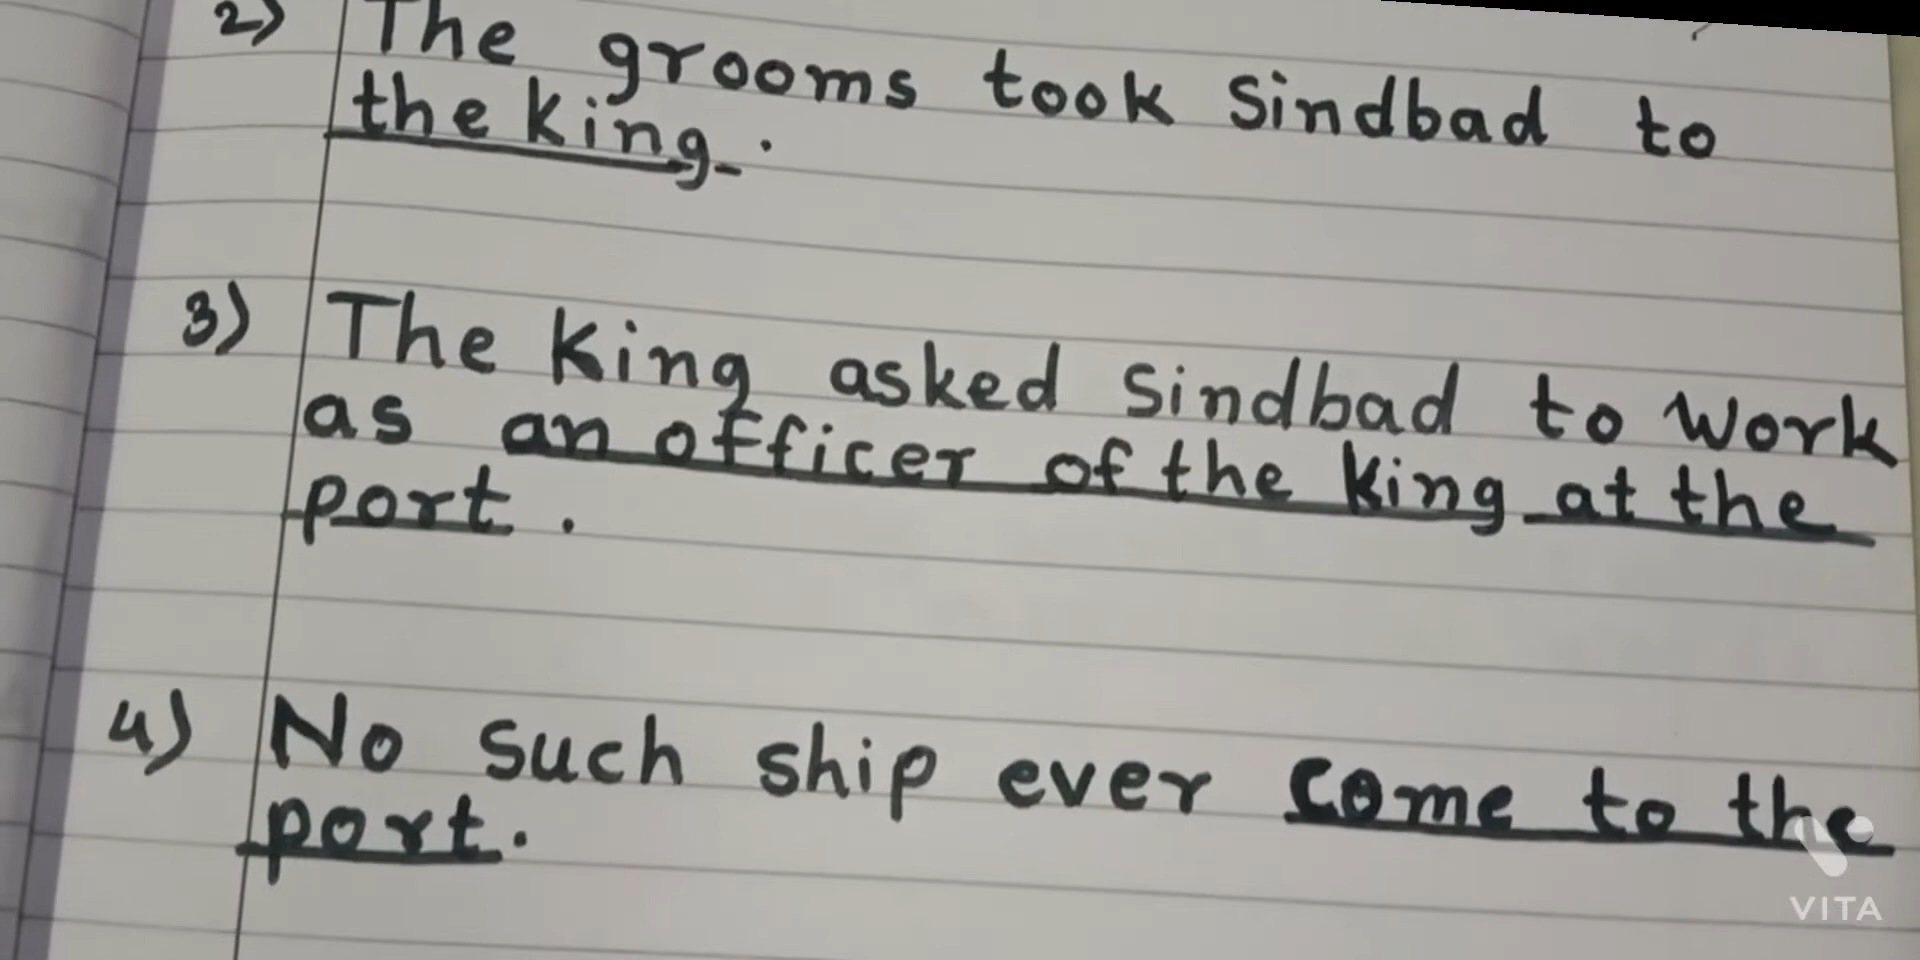 2) The grooms took Sindbad to
the king.
3) The King asked Sindbad to Work
as an officer of the King at the
port.
4) No such ship ever come to the
port.
VITA